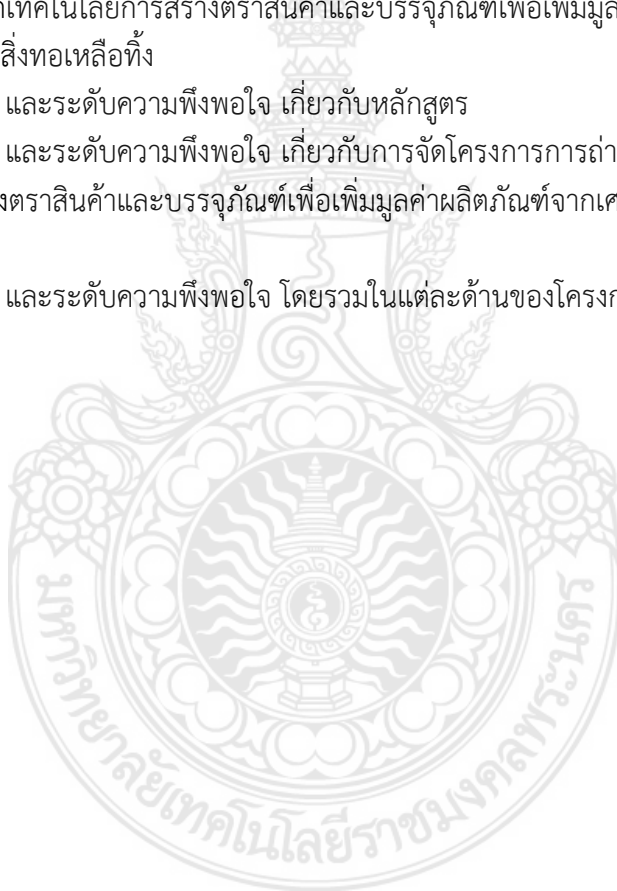 เทคโนโลยีการสร้างตราสินค้าและบรรจุภัณฑ์เพื่อเพิ่มมูล
สิ่งทอเหลือทิ้ง
และระดับความพึงพอใจ เกี่ยวกับหลักสูตร
และระดับความพึงพอใจ เกี่ยวกับการจัดโครงการการถ่า
งตราสินค้าและบรรจุภัณฑ์เพื่อเพิ่มมูลค่าผลิตภัณฑ์จากเศ
และระดับความพึงพอใจ โดยรวมในแต่ละด้านของโครงก
มหาวิทยาลัยเทคโนโลยีราชมงคลพระนคร